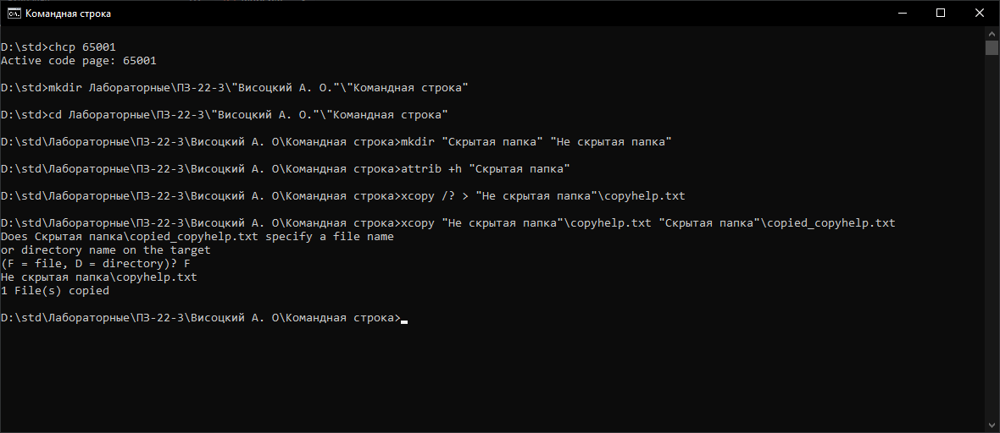 Командная строка
D:\std>chcp 65001
Active code page: 65001
D:\std>mkdir Лабораторные\ПЗ-22-3\"Висоцкий А. О."\"Командная строка"
D:\std>cd Лабораторные\ПЗ-22-3\"Висоцкий А. О."\"Командная строка"
D:\std\Лабораторные\ПЗ-22-3\Висоцкий А. О\Командная строка>mkdir "Скрытая папка" "Не скрытая папка"
D:\std\Лабораторные\ПЗ-22-3\Висоцкий А. О\Командная строка>attrib +h "Скрытая папка"
D:\std\Лабораторные\ПЗ-22-3\Висоцкий А. О\Командная строка>xcopy /? > "Не скрытая папка"\copyhelp.txt
D:\std\Лабораторные\ПЗ-22-3\Висоцкий А. О\Командная строка>xcopy "Не скрытая папка"\copyhelp.txt "Скрытая папка"\copied_copyhelp.txt
Does Скрытая папка\copied_copyhelp.txt specify a file name
or directory name on the target
(F = file, D = directory)? F
Не скрытая папка\copyhelp.txt
1 File(s) copied
D:\std\Лабораторные\ПЗ-22-3\Висоцкий А. О\Командная строка>